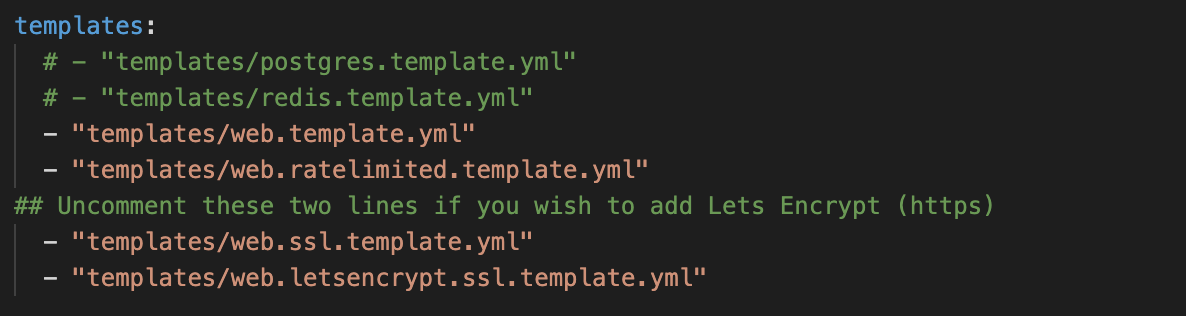 templates:
  # - "templates/postgres.template.yml"
  # - "templates/redis.template.yml"
  - "templates/web.template.yml"
  - "templates/web.ratelimited.template.yml"
## Uncomment these two lines if you wish to add Lets Encrypt (https)
  - "templates/web.ssl.template.yml"
  - "templates/web.letsencrypt.ssl.template.yml"